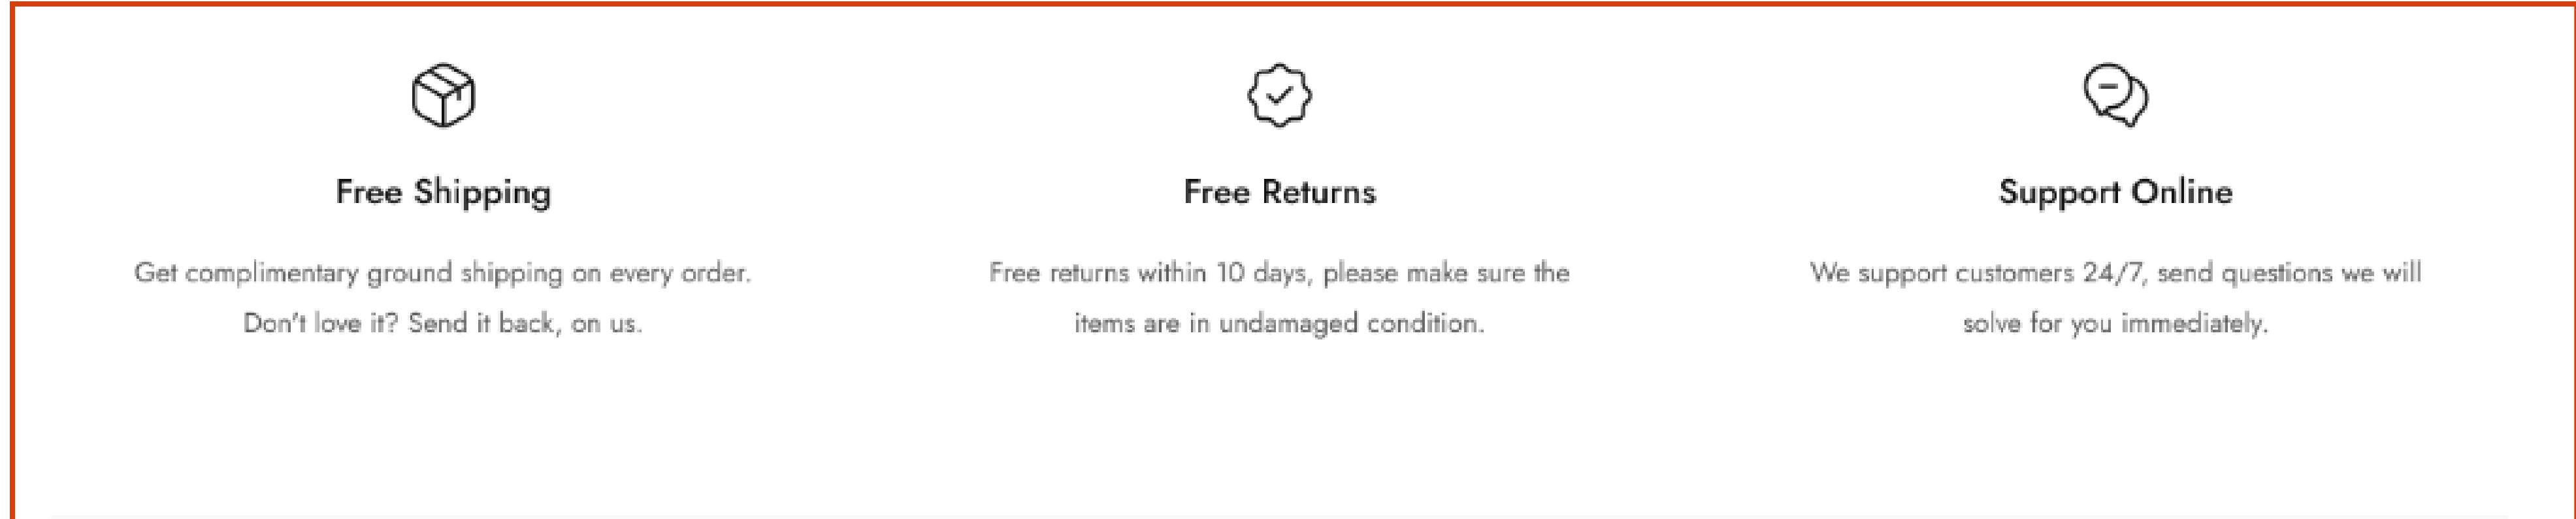 Free Shipping
Get complimentary ground shipping on every order.
Don't love it? Send it back, on us.
Free Returns
Free returns within 10 days, please make sure the
items are in undamaged condition.
Support Online
We support customers 24/7, send questions we will
solve for you immediately.